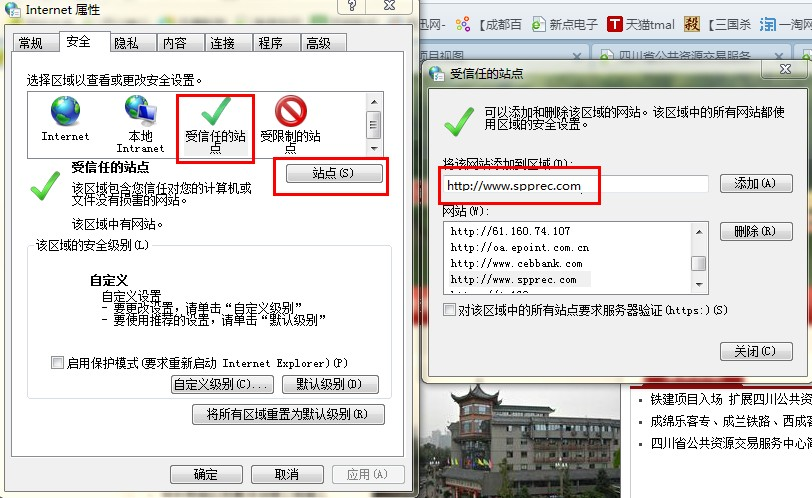 Internet 属性
常规
安全
隐私
内容
连接
程序
高级
选择区域以查看或更改安全设置。
Internet
本地
Intranet
受信任的站
点
受限制的站
点
受信任的站点
该区域包含您信任对您的计算机或
文件没有损害的网站。
该区域中有网站。
站点(S)
该区域的安全级别(L)
自定义
自定义设置
- 要更改设置，请单击“自定义级别”
- 要使用推荐的设置，请单击“默认级别”
启用保护模式(要求重新启动 Internet Explorer)(P)
自定义级别(C)...
默认级别(D)
将所有区域重置为默认级别(R)
确定
取消
应用(A)
迅网-
【成都百
新点电子
天猫tmal
【三国杀
一淘网
项目视图
四川省公共资源交易服务
受信任的站点
可以添加和删除该区域的网站。该区域中的所有网站都使
用区域的安全设置。
将该网站添加到区域(D):
http://www.spprec.com
添加(A)
网站(W):
http://61.160.74.107
http://oa.epoint.com.cn
http://www.cebbank.com
http://www.spprec.com
删除(R)
对该区域中的所有站点要求服务器验证(https:)(S)
关闭(C)
铁建项目入场 扩展四川公共资
成绵乐客专、成兰铁路、西成客
四川省公共资源交易服务中心简